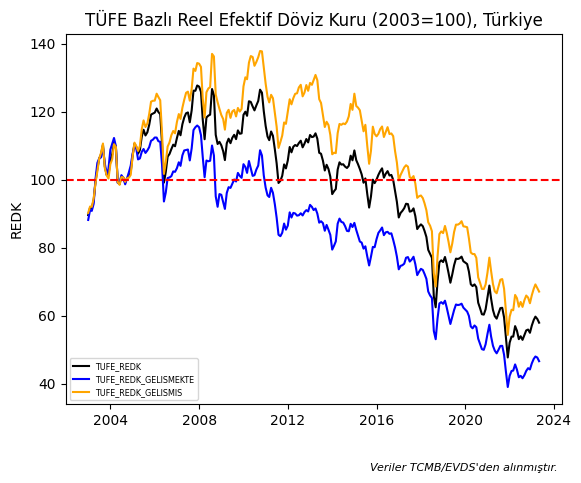 TÜFE Bazlı Reel Efektif Döviz Kuru (2003=100), Türkiye
140
120
100
80
60
40
REDK
TUFE_REDK
TUFE_REDK_GELISMEKTE
TUFE_REDK_GELISMIS
2004 2008 2012 2016 2020 2024
Veriler TCMB/EVDS'den alınmıştır.